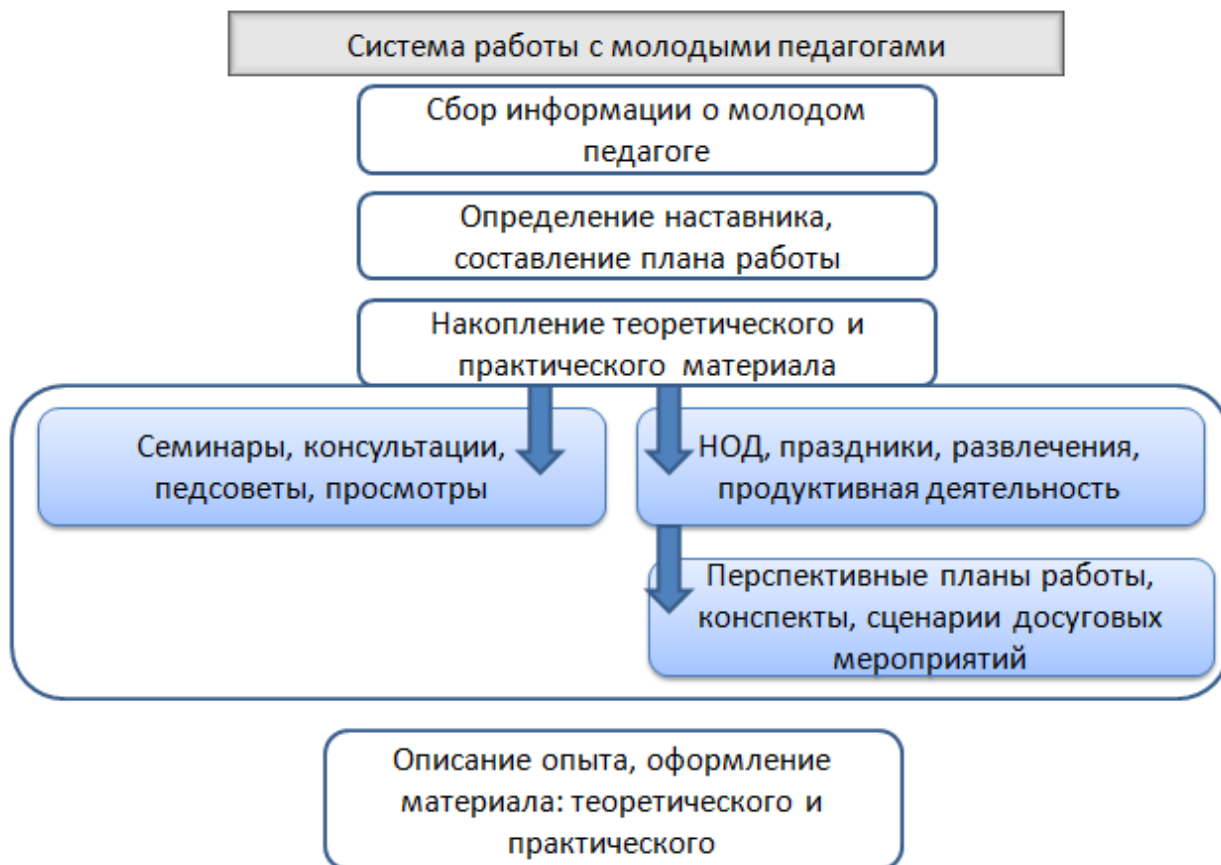 Система работы с молодыми педагогами
Сбор информации о молодом
педагоге
Определение наставника,
составление плана работы
Накопление теоретического и
практического материала
Семинары, консультации,
педсоветы, просмотры
НОД, праздники, развлечения,
продуктивная деятельность
Перспективные планы работы,
конспекты, сценарии досуговых
мероприятий
Описание опыта, оформление
материала: теоретического и
практического